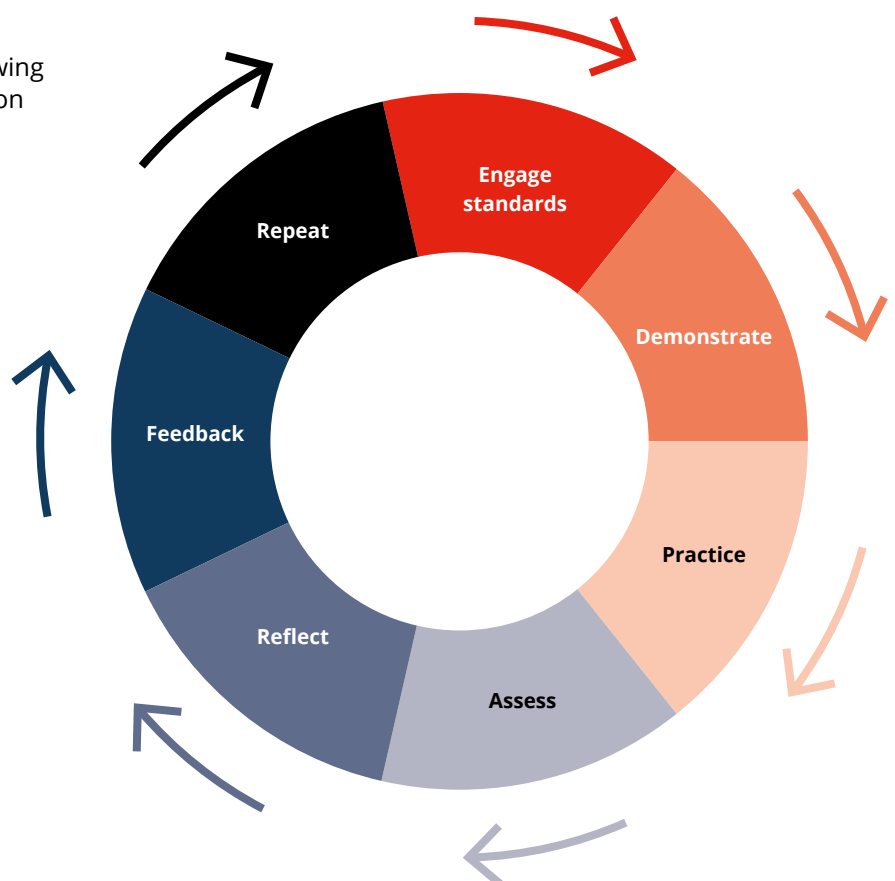 Engage
standards
Demonstrate
Practice
Assess
Reflect
Feedback
Repeat